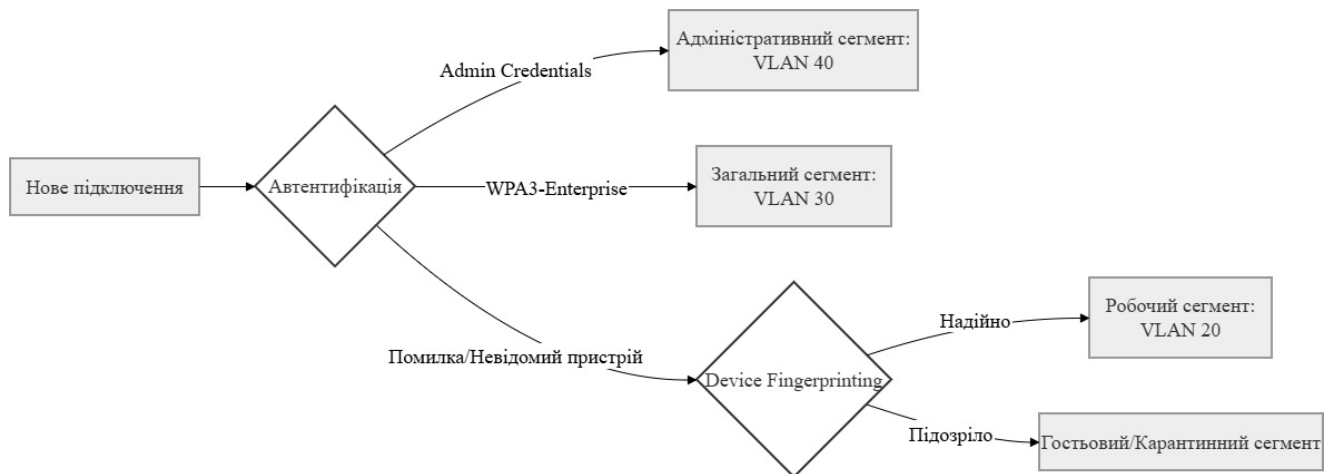 Адміністративний сегмент:
VLAN 40
Admin Credentials
Нове підключення
Автентифікація
WPA3-Enterprise
Загальний сегмент:
VLAN 30
Помилка/Невідомий пристрій
Device Fingerprinting
Надійно
Робочий сегмент:
VLAN 20
Підозріло
Гостьовий/Карантинний сегмент